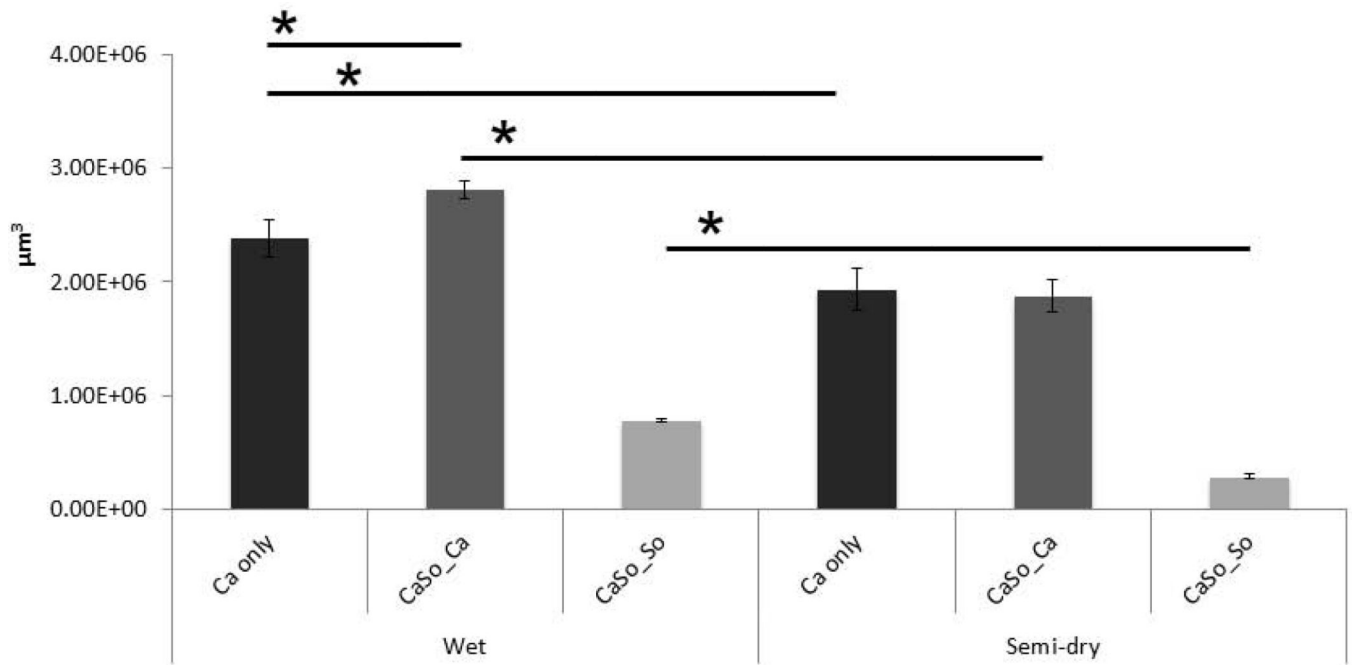 *
*
*
*
4.00E+06
3.00E+06
2.00E+06
1.00E+06
0.00E+00
µm³
Ca only
CaSo_Ca
CaSo_So
Ca only
CaSo_Ca
CaSo_So
Wet
Semi-dry